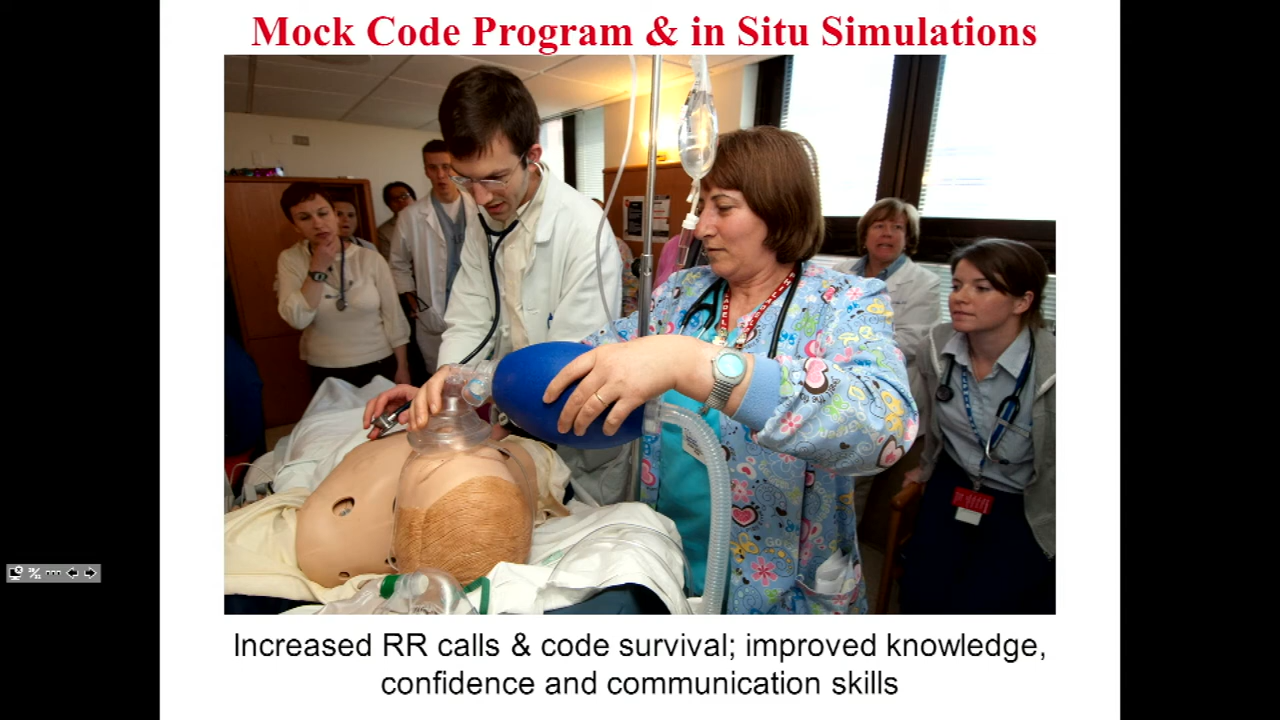 Mock Code Program & in Situ Simulations
Increased RR calls & code survival; improved knowledge,
confidence and communication skills